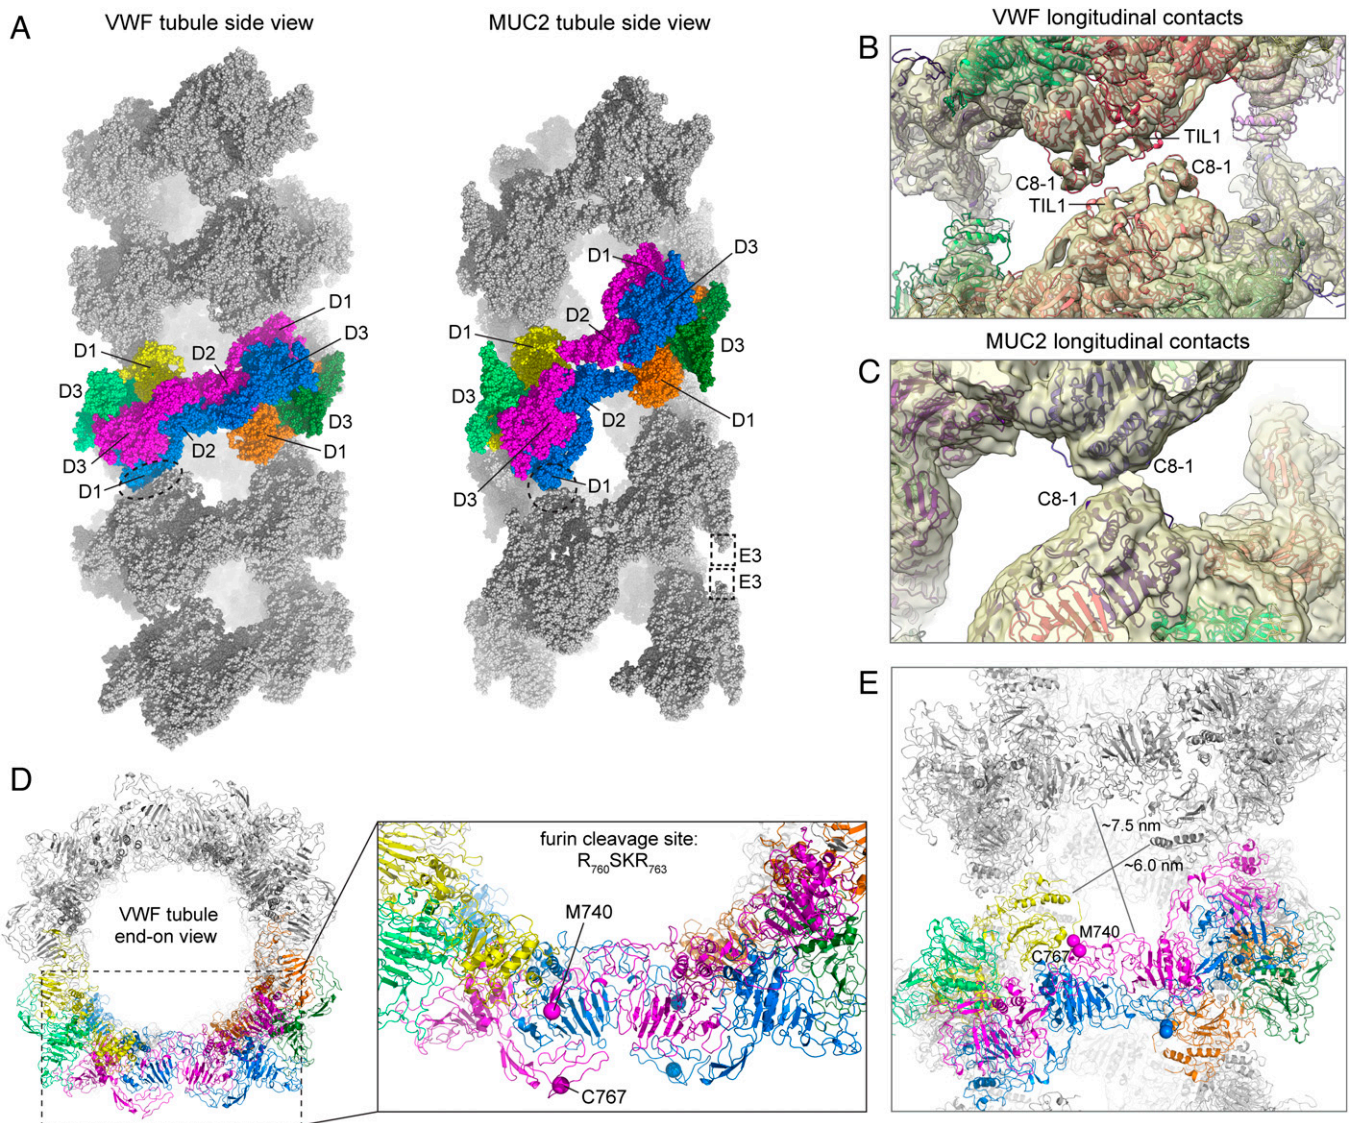 A
VWF tubule side view
MUC2 tubule side view
D1
D3
D2
D1
D3
D3
D3
D2
D1
D1
D1
D3
D2
D1
D3
D1
D2
D1
D3
E3
E3
B
VWF longitudinal contacts
TIL1
C8-1
C8-1
TIL1
MUC2 longitudinal contacts
C
C8-1
C8-1
D
VWF tubule
end-on view
furin cleavage site:
R760SKR763
M740
C767
E
~7.5 nm
~6.0 nm
M740
C767